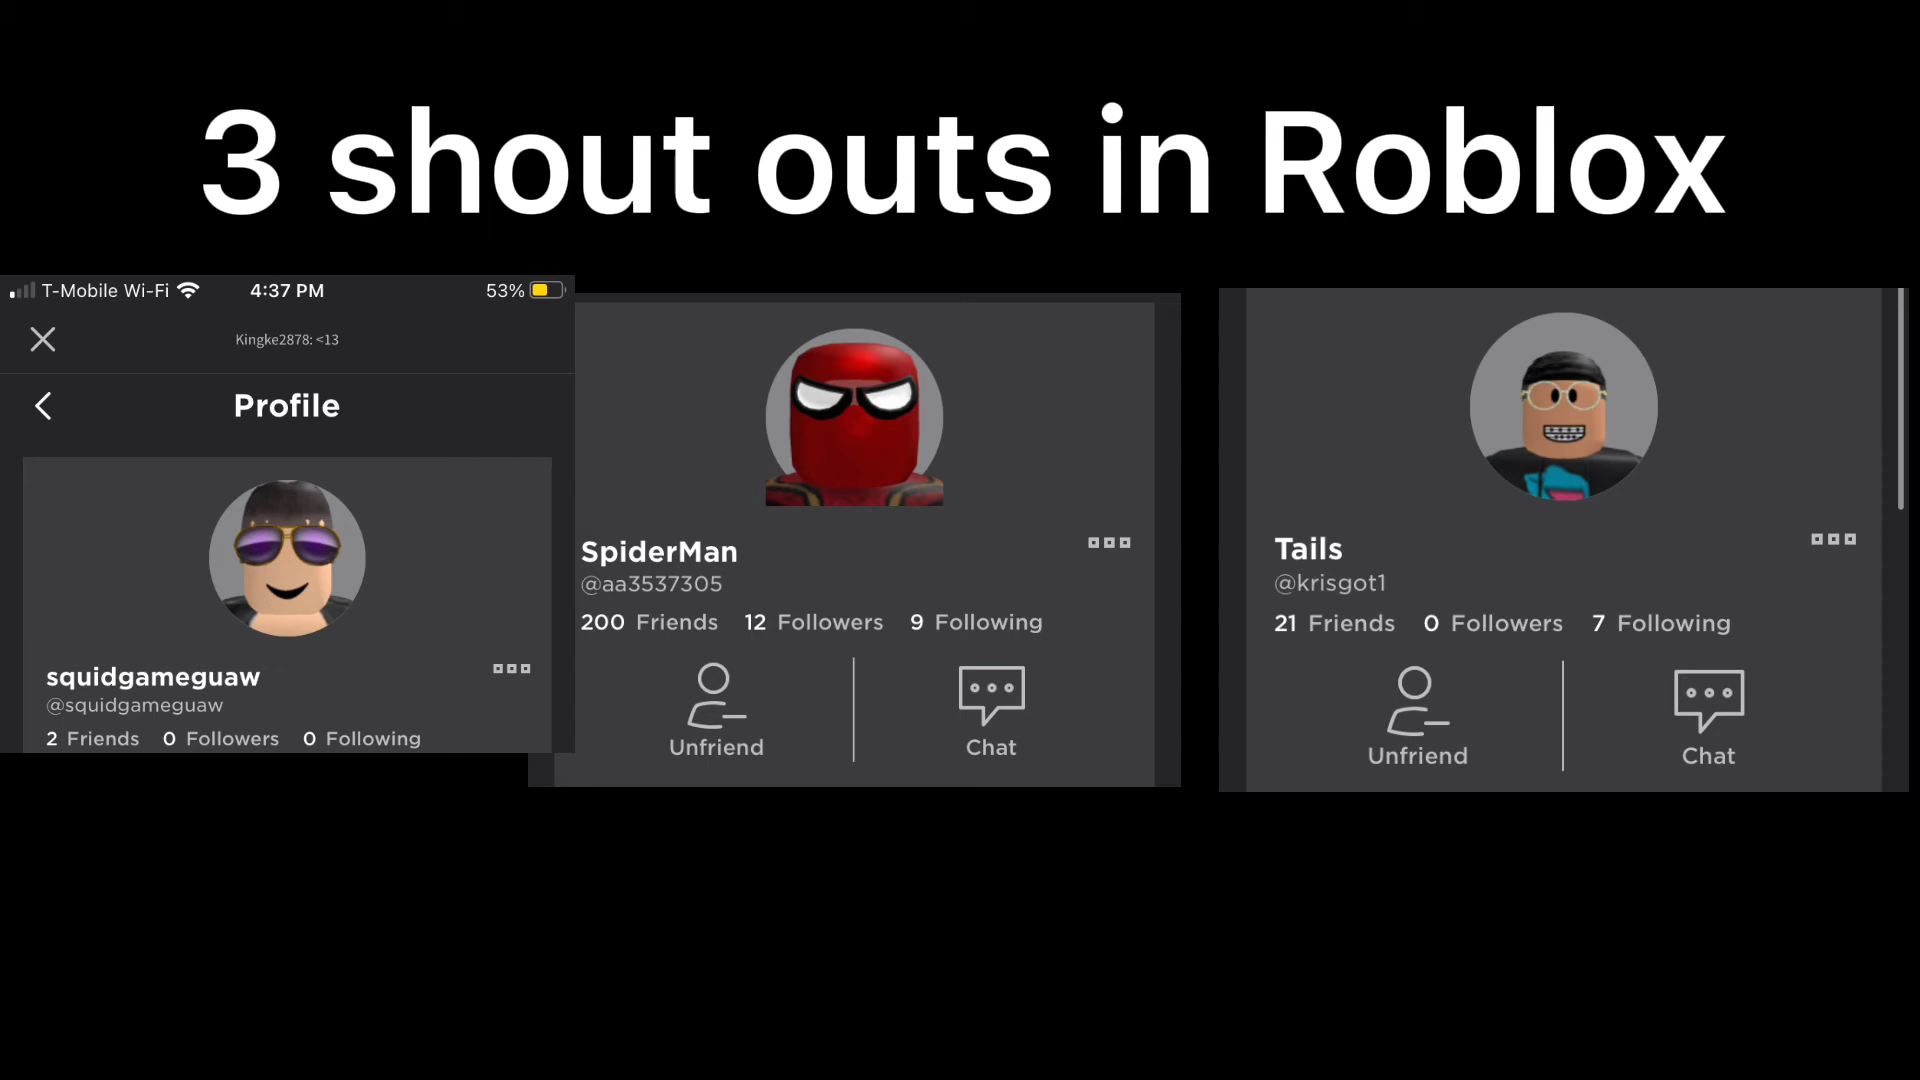 3 shout outs in Roblox
T-Mobile Wi-Fi 4:37 PM 53%
Kingke2878: <13
Profile
squidgameguaw
@squidgameguaw
2 Friends 0 Followers 0 Following
SpiderMan
@aa3537305
200 Friends 12 Followers 9 Following
Unfriend Chat
Tails
@krisgot1
21 Friends 0 Followers 7 Following
Unfriend Chat